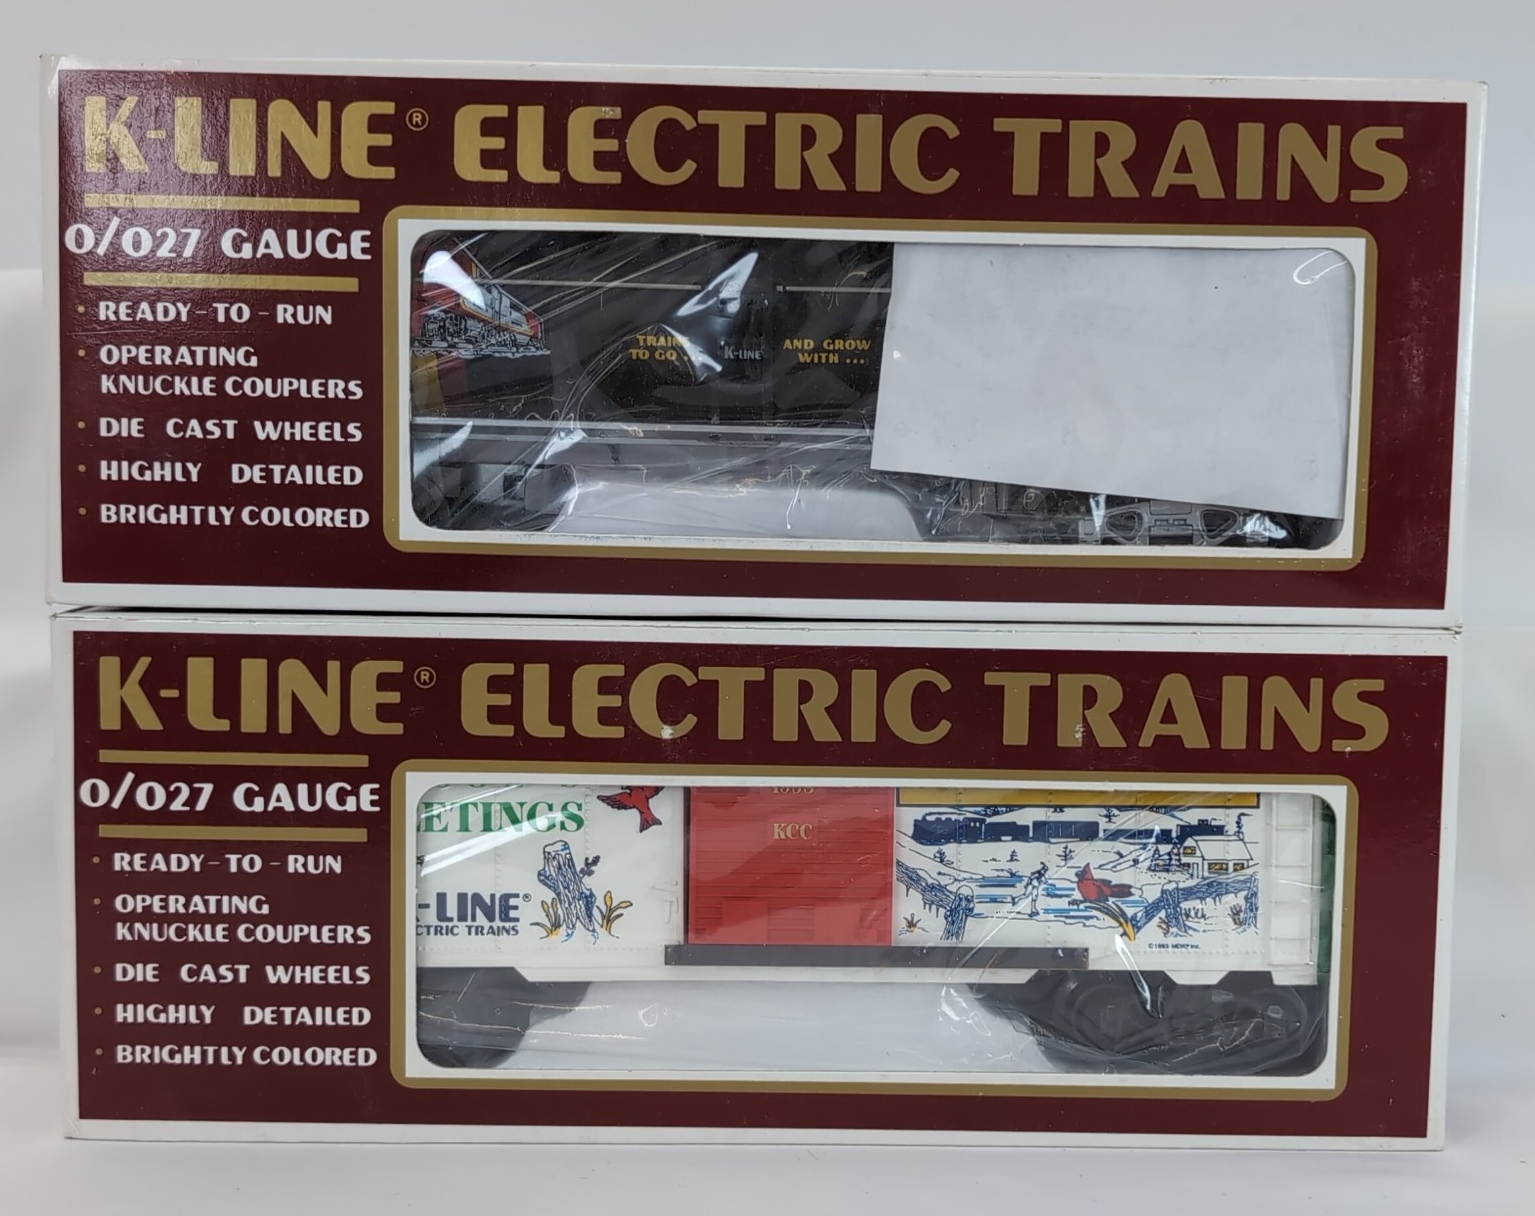 K-LINE® ELECTRIC TRAINS
O/O27 GAUGE
• READY-TO-RUN
• OPERATING
KNUCKLE COUPLERS
• DIE CAST WHEELS
• HIGHLY DETAILED
• BRIGHTLY COLORED
TRAINS
TO GO ...
K-LINE
AND GROW
WITH ...
K-LINE® ELECTRIC TRAINS
O/O27 GAUGE
• READY-TO-RUN
• OPERATING
KNUCKLE COUPLERS
• DIE CAST WHEELS
• HIGHLY DETAILED
• BRIGHTLY COLORED
ETINGS
-LINE®
CTRIC TRAINS
KCC